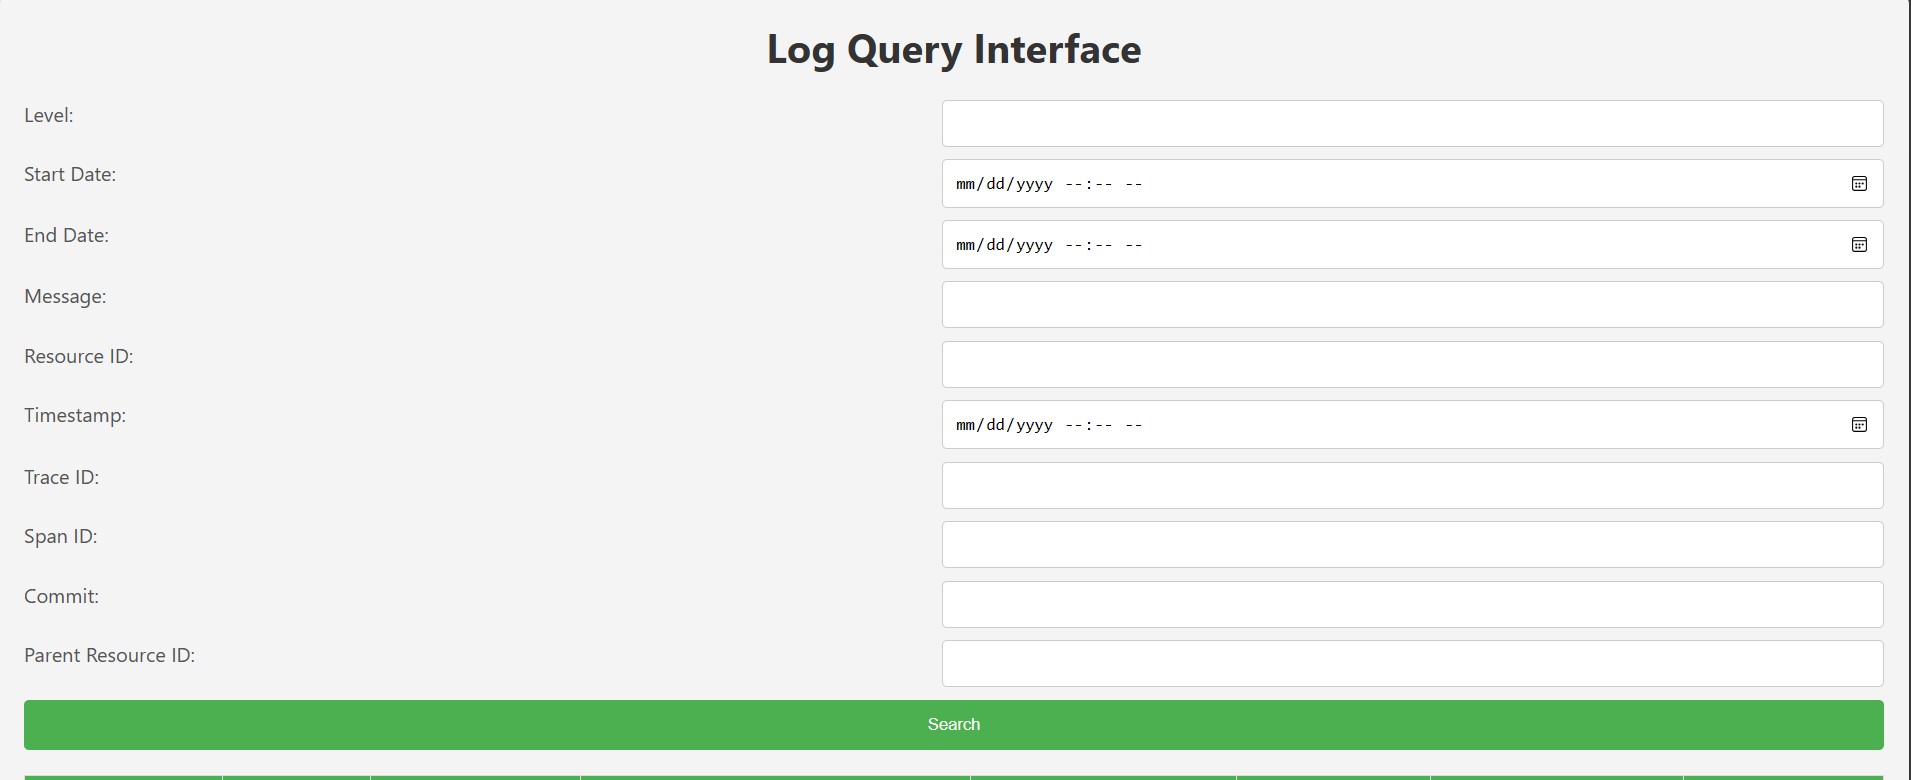 Log Query Interface
Level:
Start Date: mm/dd/yyyy --:-- --
End Date: mm/dd/yyyy --:-- --
Message:
Resource ID:
Timestamp: mm/dd/yyyy --:-- --
Trace ID:
Span ID:
Commit:
Parent Resource ID:
Search